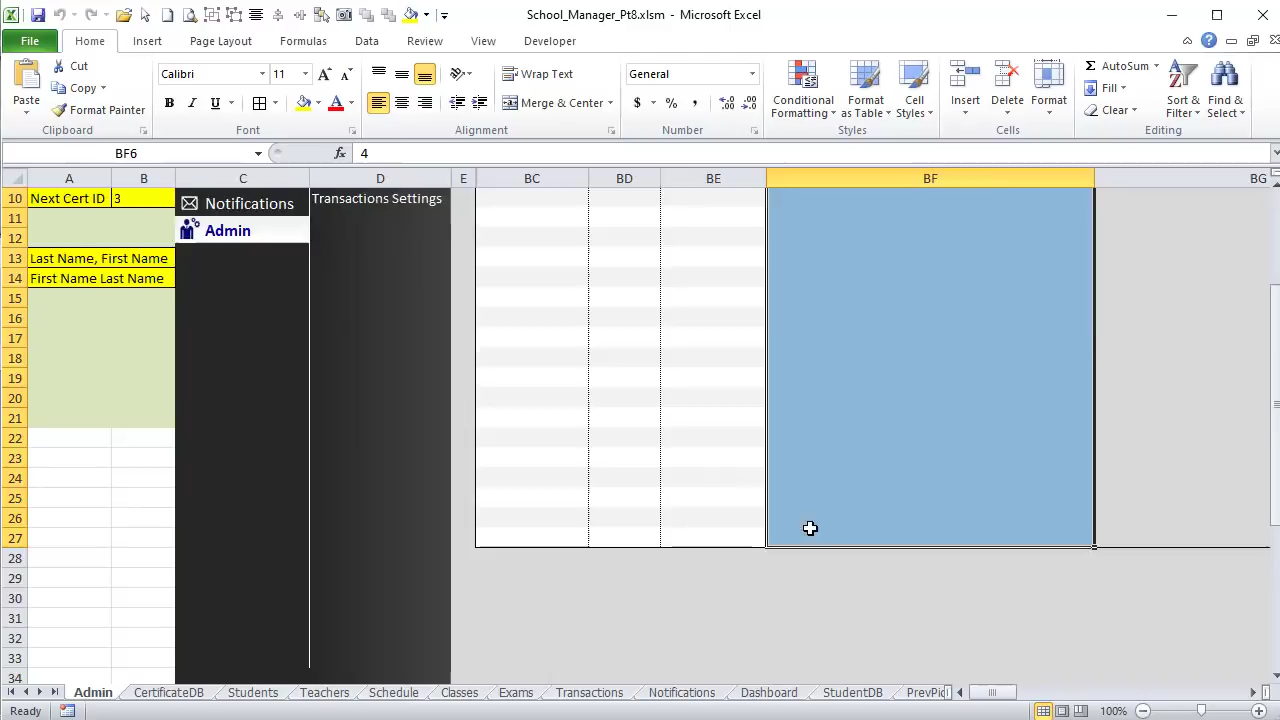 School_Manager_Pt8.xlsm - Microsoft Excel
File Home Insert Page Layout Formulas Data Review View Developer
Paste
Cut
Copy
Format Painter
Clipboard
Calibri 11
B I U
Font
Wrap Text
Merge & Center
Alignment
General
$ % ,
Number
Conditional Formatting
Format as Table
Cell Styles
Styles
Insert Delete Format
Cells
AutoSum
Fill
Clear
Sort & Filter
Find & Select
Editing
BF6 fx 4
A B C D E BC BD BE BF BG
10 Next Cert ID 3 Notifications Transactions Settings
11
Admin
12
13 Last Name, First Name
14 First Name Last Name
15
16
17
18
19
20
21
22
23
24
25
26
27
28
29
30
31
32
33
34
Admin CertificateDB Students Teachers Schedule Classes Exams Transactions Notifications Dashboard StudentDB PrevPic
Ready 100%